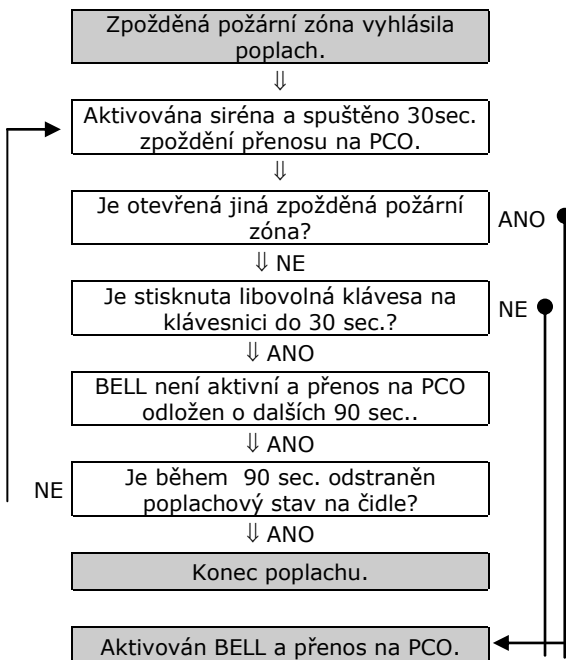 Zpožděná požární zóna vyhlásila
poplach.
⇓
Aktivována siréna a spuštěno 30sec.
zpoždění přenosu na PCO.
⇓
Je otevřená jiná zpožděná požární
zóna?
ANO
⇓ NE
Je stisknuta libovolná klávesa na
klávesnici do 30 sec.?
NE
⇓ ANO
BELL není aktivní a přenos na PCO
odložen o dalších 90 sec..
⇓ ANO
Je během 90 sec. odstraněn
poplachový stav na čidle?
NE
⇓ ANO
Konec poplachu.
Aktivován BELL a přenos na PCO.